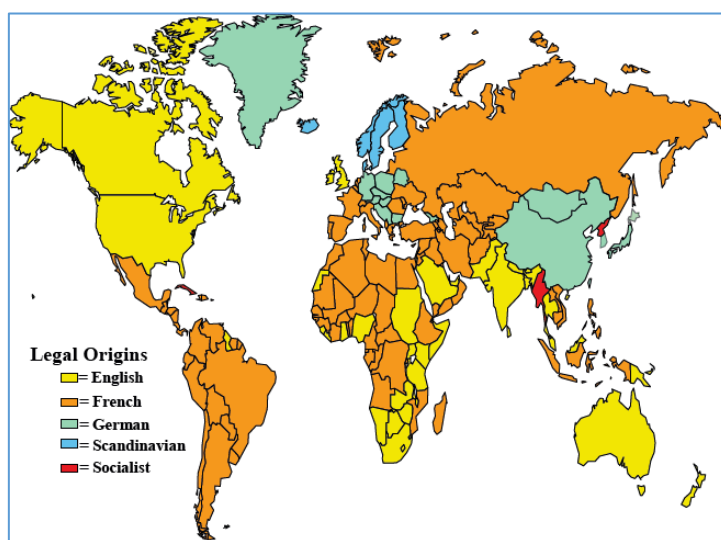 Legal Origins
= English
= French
= German
= Scandinavian
= Socialist